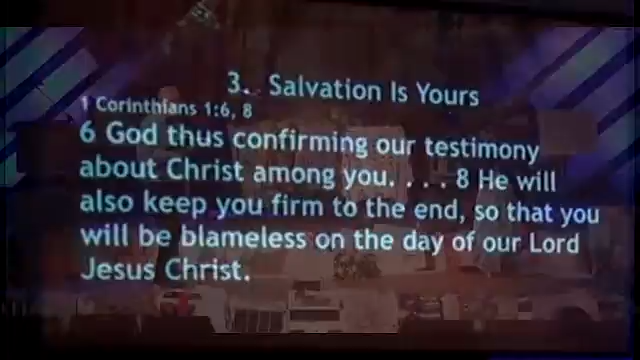 3. Salvation Is Yours
1 Corinthians 1:6, 8
6 God thus confirming our testimony
about Christ among you. . . . 8 He will
also keep you firm to the end, so that you
will be blameless on the day of our Lord
Jesus Christ.